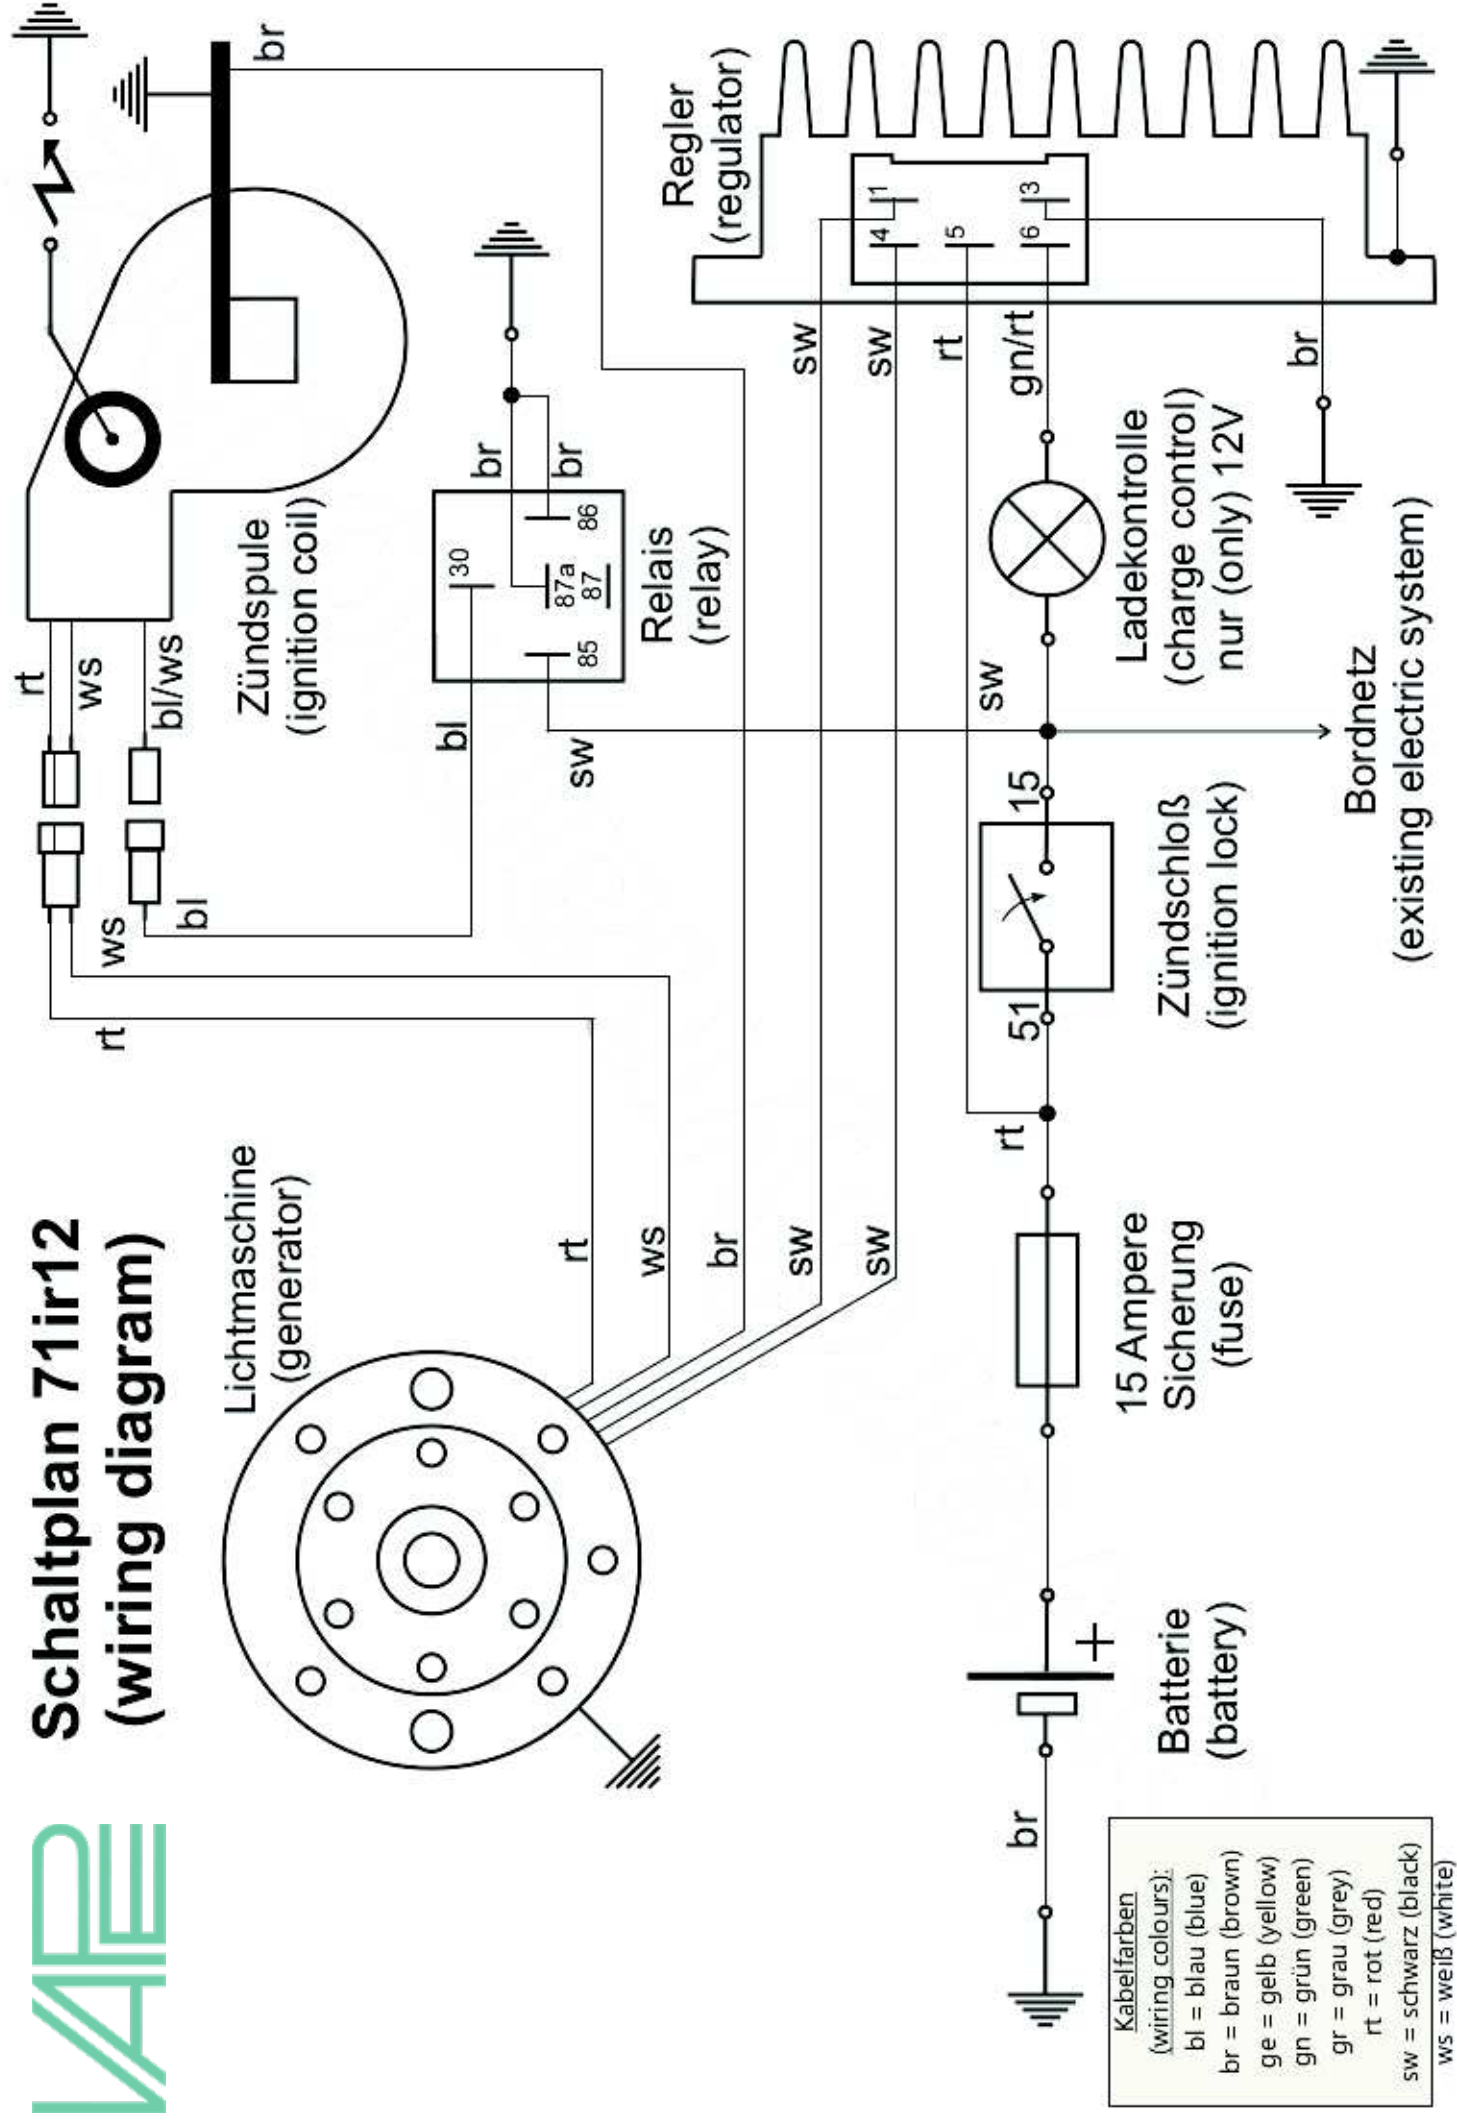 VAPE
Schaltplan 71ir12
(wiring diagram)
Lichtmaschine
(generator)
rt
ws
br
sw
sw
rt
ws
bl
rt
ws
bl/ws
Zündspule
(ignition coil)
br
bl
sw
30
87a
87
85
86
br
br
Relais
(relay)
Regler
(regulator)
1
4
5
3
6
sw
sw
rt
gn/rt
br
Ladekontrolle
(charge control)
nur (only) 12V
sw
Bordnetz
(existing electric system)
15
51
Zündschloß
(ignition lock)
rt
15 Ampere
Sicherung
(fuse)
+
Batterie
(battery)
br
Kabelfarben
(wiring colours):
bl = blau (blue)
br = braun (brown)
ge = gelb (yellow)
gn = grün (green)
gr = grau (grey)
rt = rot (red)
sw = schwarz (black)
ws = weiß (white)